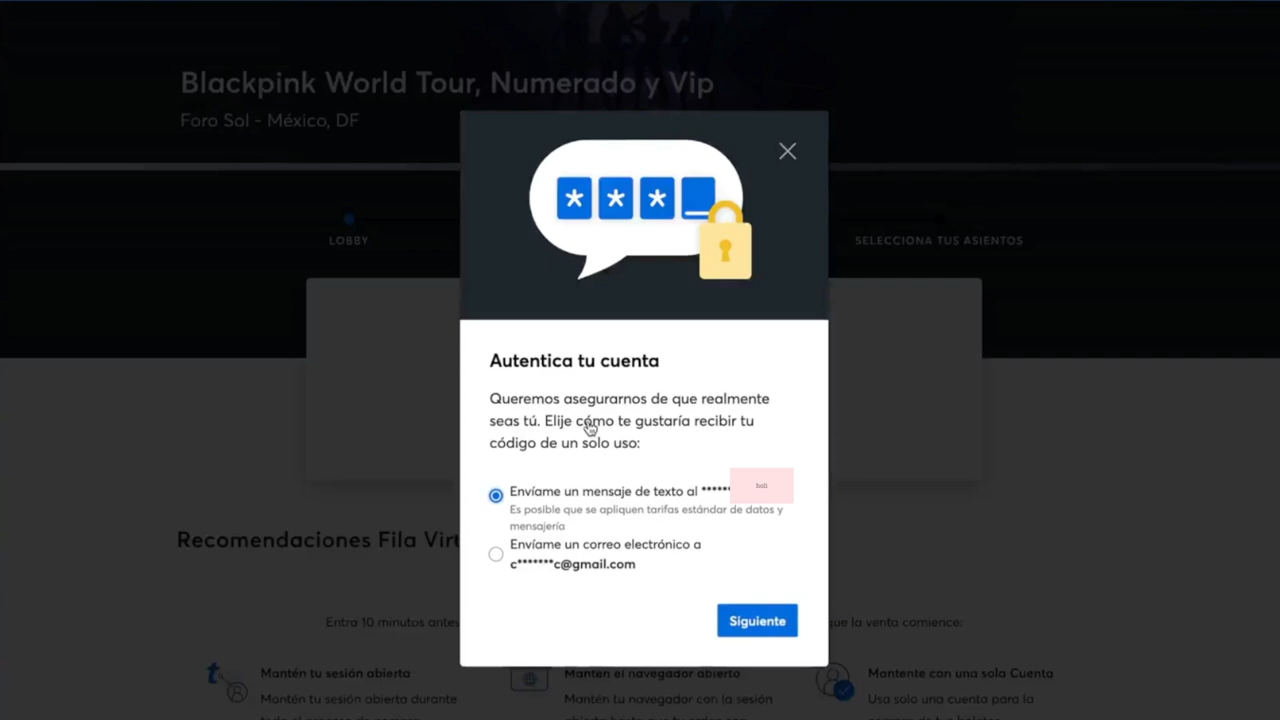 Blackpink World Tour, Numerado y Vip
Foro Sol - México, DF
LOBBY
SELECCIONA TUS ASIENTOS
Autentica tu cuenta
Queremos asegurarnos de que realmente
seas tú. Elije cómo te gustaría recibir tu
código de un solo uso:
Envíame un mensaje de texto al ******
holi
Es posible que se apliquen tarifas estándar de datos y
mensajería
Envíame un correo electrónico a
c*******c@gmail.com
Siguiente
Recomendaciones Fila Virt
Entra 10 minutos antes
que la venta comience:
Mantén tu sesión abierta
Mantén el navegador abierto
Mantente con una sola Cuenta
Mantén tu sesión abierta durante
Mantén tu navegador con la sesión
Usa solo una cuenta para la